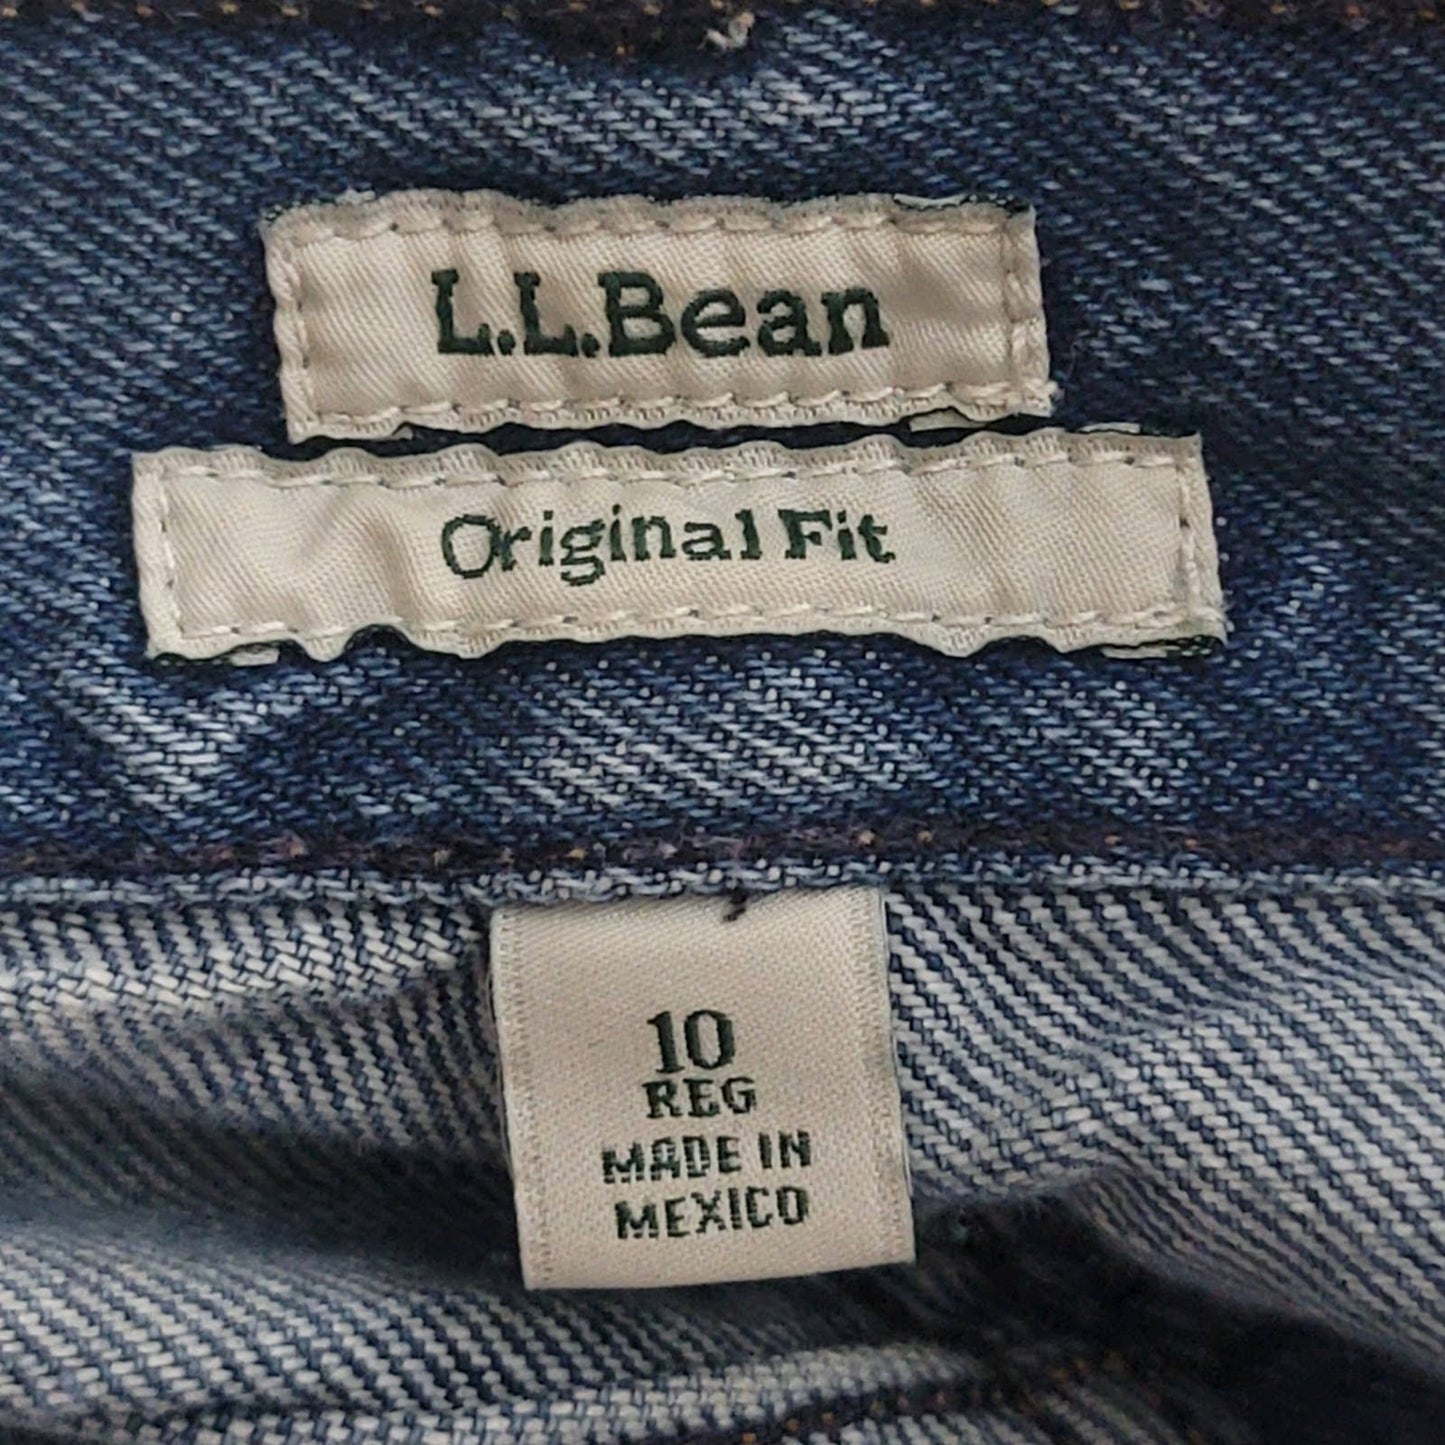 L.L.Bean
Original Fit
10
REG
MADE IN
MEXICO